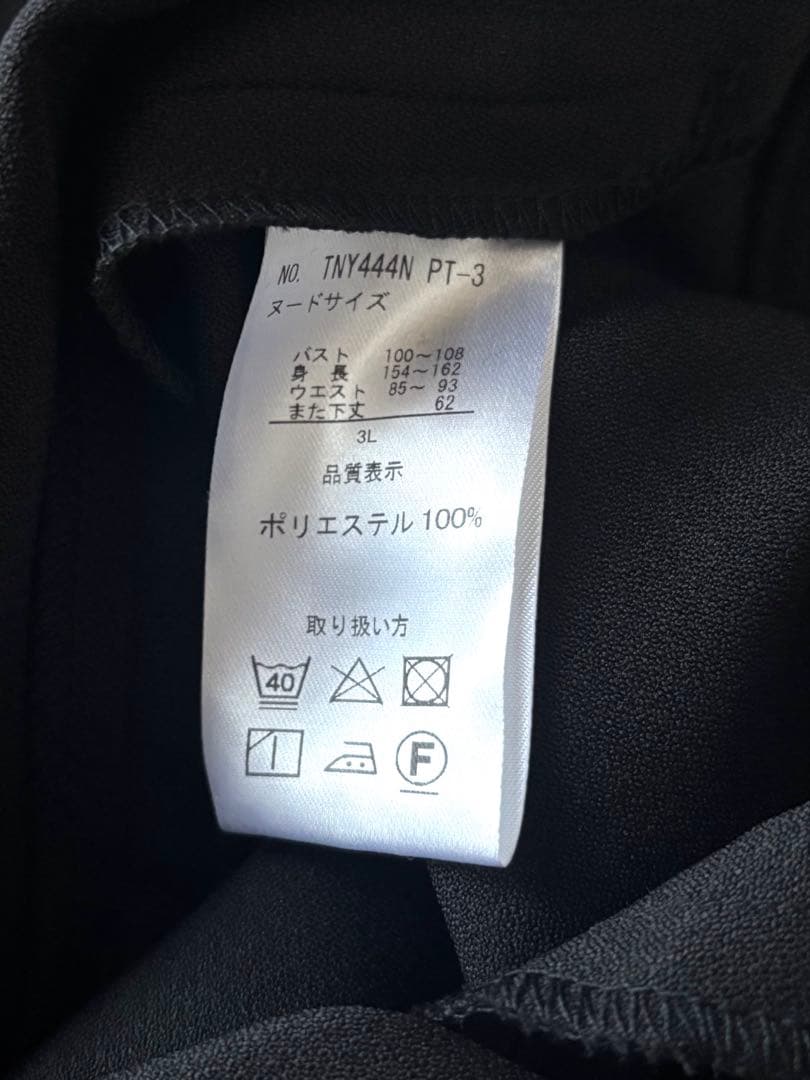 NO. TNY444N PT-3
ヌードサイズ
バスト 100〜108
身長 154〜162
ウエスト 85〜 93
また下丈 62
3L
品質表示
ポリエステル 100%
取り扱い方
40
F